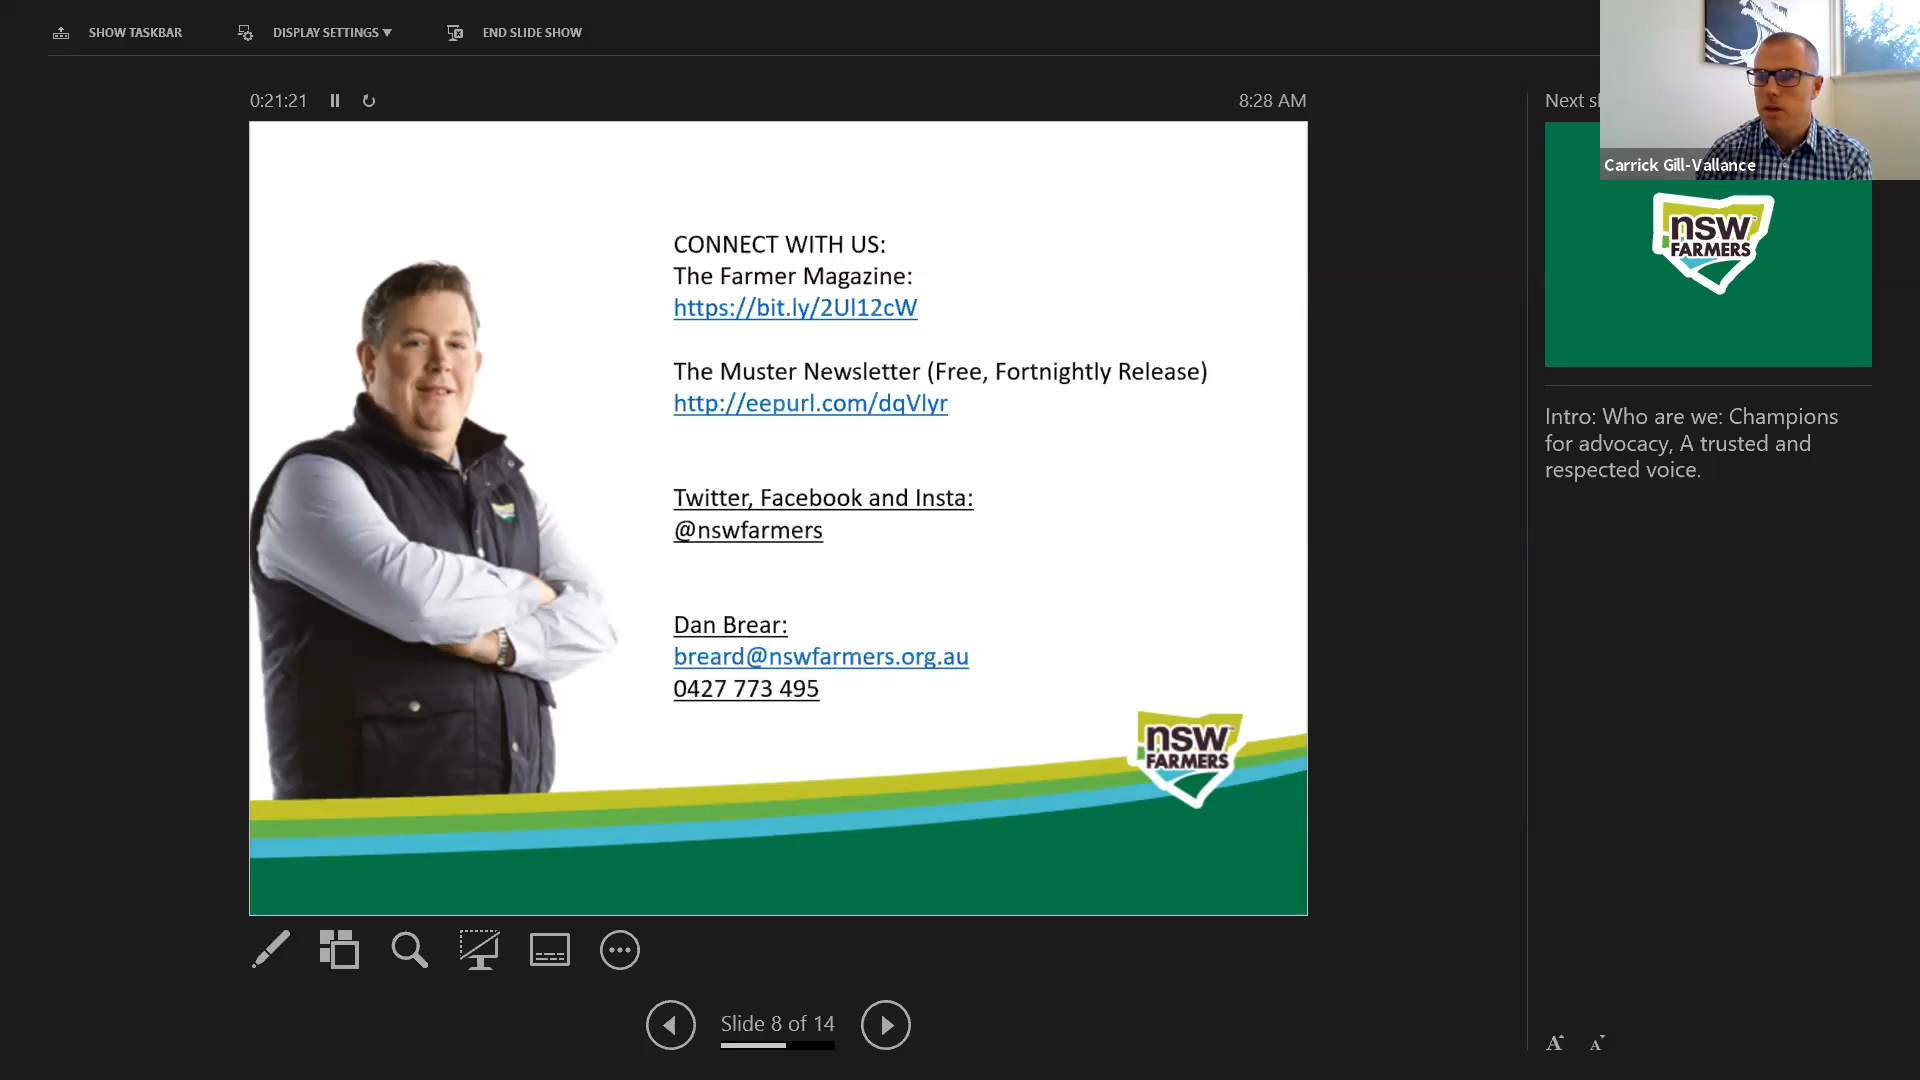 SHOW TASKBAR
DISPLAY SETTINGS
END SLIDE SHOW
0:21:21
8:28 AM
Next sl
Carrick Gill-Vallance
CONNECT WITH US:
The Farmer Magazine:
https://bit.ly/2Ul12cW
The Muster Newsletter (Free, Fortnightly Release)
http://eepurl.com/dqVlyr
Twitter, Facebook and Insta:
@nswfarmers
Dan Brear:
breard@nswfarmers.org.au
0427 773 495
nsw
FARMERS
nsw
FARMERS
Intro: Who are we: Champions
for advocacy, A trusted and
respected voice.
Slide 8 of 14
A A